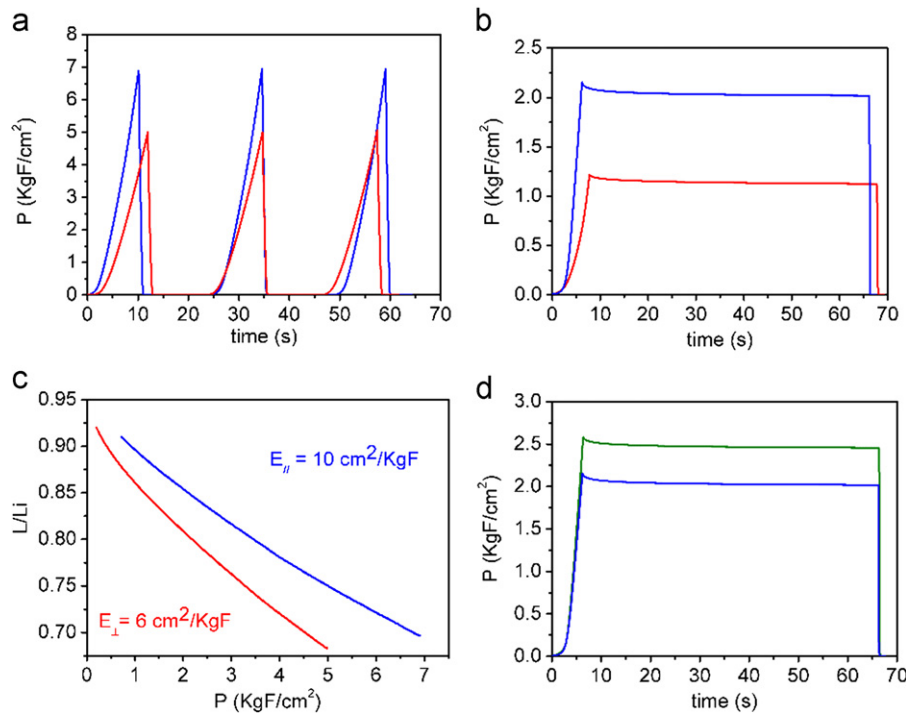 a
8
7
6
5
4
3
2
1
0
P (KgF/cm²)
0 10 20 30 40 50 60 70
time (s)
b
2.5
2.0
1.5
1.0
0.5
0.0
P (KgF/cm²)
0 10 20 30 40 50 60 70
time (s)
c
0.95
0.90
0.85
0.80
0.75
0.70
L/Li
E// = 10 cm²/KgF
E⊥= 6 cm²/KgF
0 1 2 3 4 5 6 7
P (KgF/cm²)
d
3.0
2.5
2.0
1.5
1.0
0.5
0.0
P (KgF/cm²)
0 10 20 30 40 50 60 70
time (s)